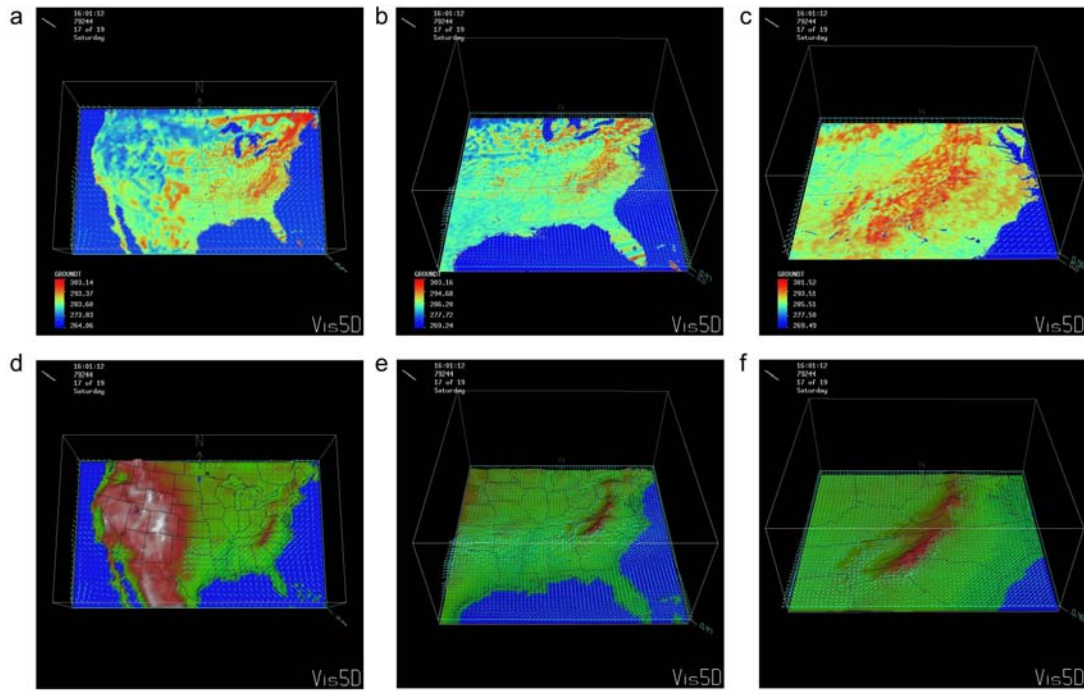 a
16:01:12
79244
17 of 19
Saturday
N
GROUNDT
303.14
293.37
283.60
273.83
264.06
Vis5D
b
16:01:12
79244
17 of 19
Saturday
GROUNDT
303.16
294.68
286.20
277.72
269.24
Vis5D
c
16:01:12
79244
17 of 19
Saturday
GROUNDT
301.52
293.51
285.51
277.50
269.49
Vis5D
d
16:01:12
79244
17 of 19
Saturday
N
Vis5D
e
16:01:12
79244
17 of 19
Saturday
Vis5D
f
16:01:12
79244
17 of 19
Saturday
Vis5D